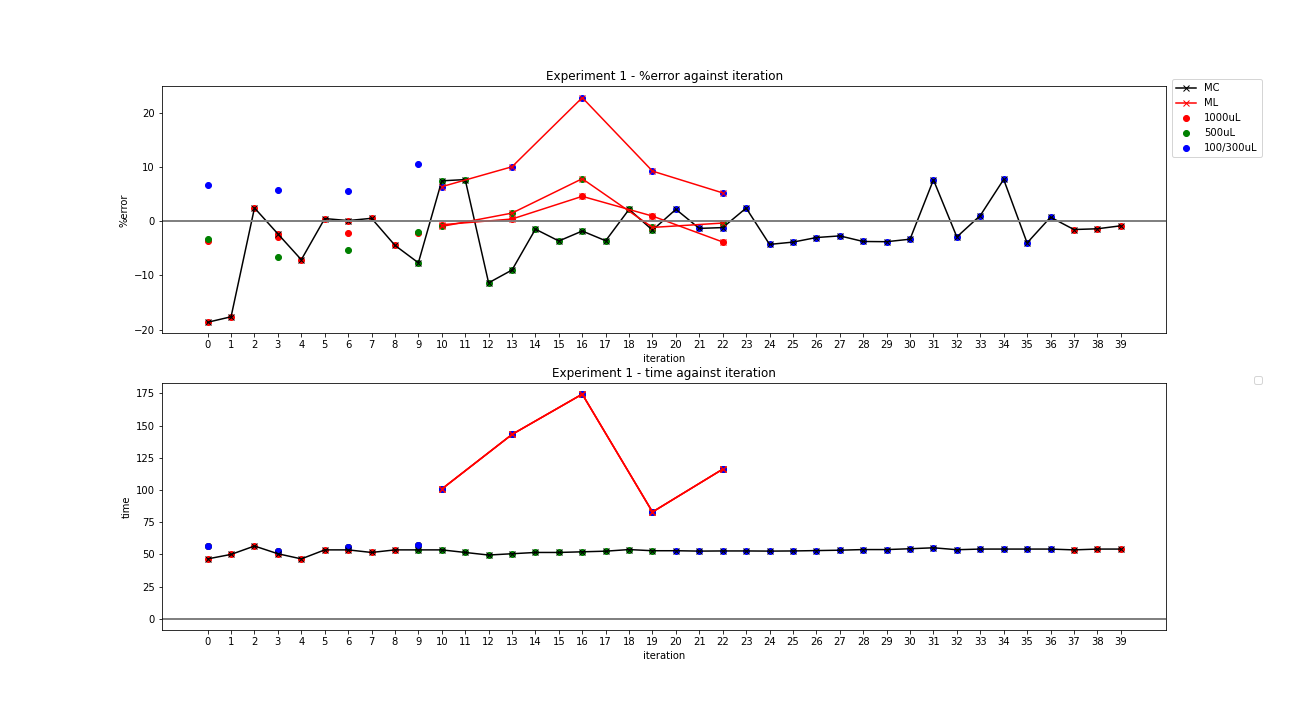 Experiment 1 - %error against iteration
MC
ML
1000uL
500uL
100/300uL
20
10
0
−10
−20
%error
0 1 2 3 4 5 6 7 8 9 10 11 12 13 14 15 16 17 18 19 20 21 22 23 24 25 26 27 28 29 30 31 32 33 34 35 36 37 38 39
iteration
Experiment 1 - time against iteration
175
150
125
100
75
50
25
0
time
0 1 2 3 4 5 6 7 8 9 10 11 12 13 14 15 16 17 18 19 20 21 22 23 24 25 26 27 28 29 30 31 32 33 34 35 36 37 38 39
iteration